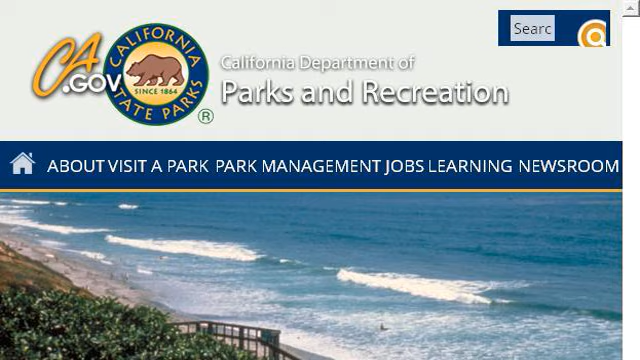 CA
.GOV
CALIFORNIA
SINCE 1864
STATE PARKS
®
California Department of
Parks and Recreation
Searc
ABOUT VISIT A PARK PARK MANAGEMENT JOBS LEARNING NEWSROOM